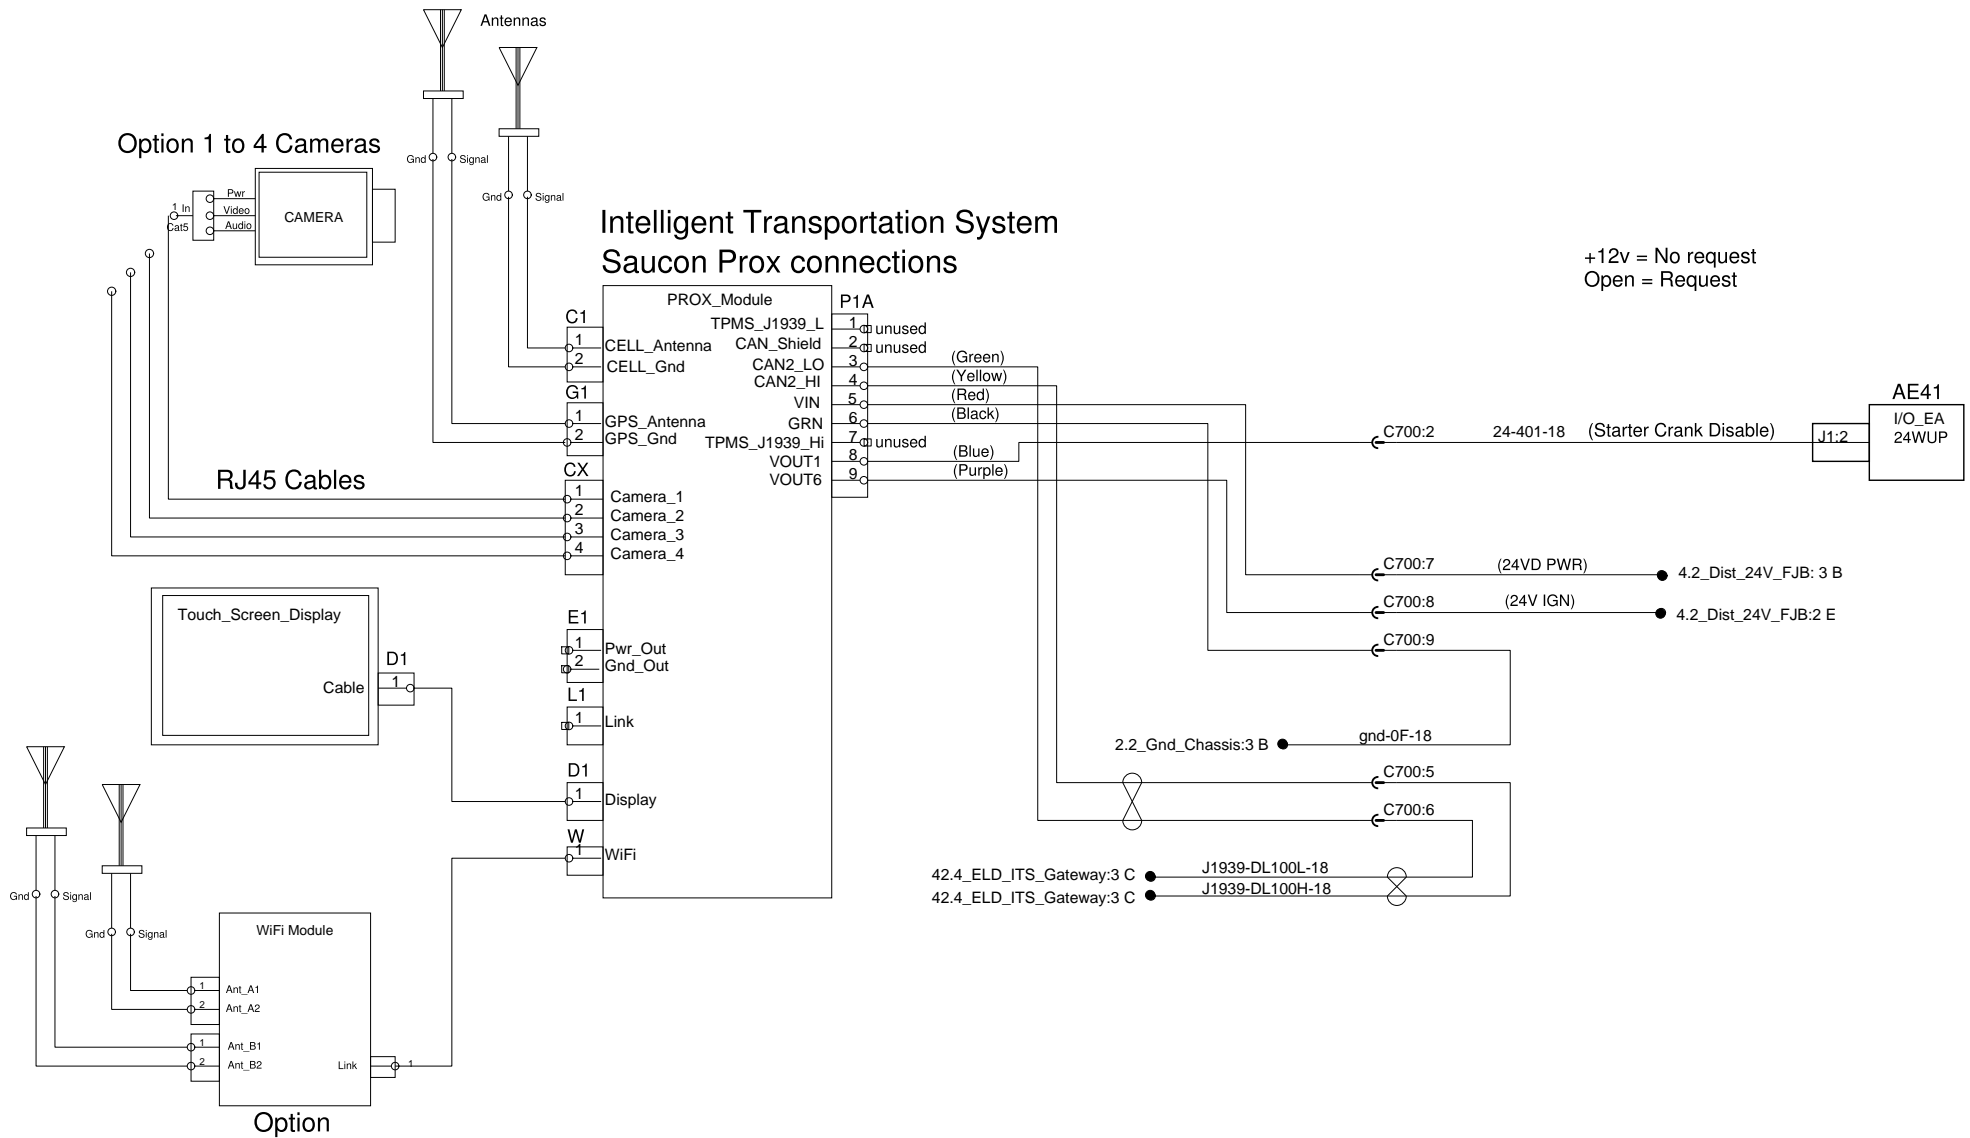 Antennas
Option 1 to 4 Cameras
Gnd
Signal
Gnd
Signal
Pwr
1 In
Video
Cat5
Audio
CAMERA
Intelligent Transportation System
Saucon Prox connections
+12v = No request
Open = Request
PROX_Module
P1A
C1
1
CELL_Antenna
2
CELL_Gnd
G1
1
GPS_Antenna
2
GPS_Gnd
CX
1
Camera_1
2
Camera_2
3
Camera_3
4
Camera_4
RJ45 Cables
TPMS_J1939_L
1
unused
CAN_Shield
2
unused
CAN2_LO
3
(Green)
CAN2_HI
4
(Yellow)
VIN
5
(Red)
GRN
6
(Black)
TPMS_J1939_Hi
7
unused
VOUT1
8
(Blue)
VOUT6
9
(Purple)
C700:2
24-401-18
(Starter Crank Disable)
J1:2
AE41
I/O_EA
24WUP
C700:7
(24VD PWR)
4.2_Dist_24V_FJB: 3 B
C700:8
(24V IGN)
4.2_Dist_24V_FJB:2 E
C700:9
2.2_Gnd_Chassis:3 B
gnd-0F-18
C700:5
C700:6
42.4_ELD_ITS_Gateway:3 C
J1939-DL100L-18
42.4_ELD_ITS_Gateway:3 C
J1939-DL100H-18
Touch_Screen_Display
Cable
D1
1
E1
1
Pwr_Out
2
Gnd_Out
L1
1
Link
D1
1
Display
W
1
WiFi
Gnd
Signal
Gnd
Signal
WiFi Module
1
Ant_A1
2
Ant_A2
1
Ant_B1
2
Ant_B2
Link
1
Option